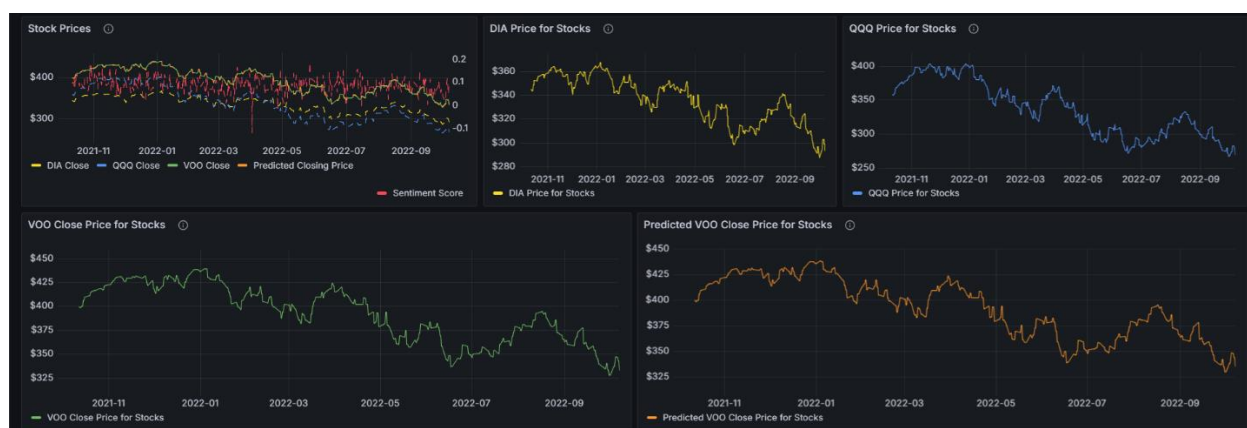 Stock Prices
0.2
$400
0.1
0
$300
-0.1
2021-11 2022-01 2022-03 2022-05 2022-07 2022-09
DIA Close QQQ Close VOO Close Predicted Closing Price
Sentiment Score
DIA Price for Stocks
$360
$340
$320
$300
$280
2021-11 2022-01 2022-03 2022-05 2022-07 2022-09
DIA Price for Stocks
QQQ Price for Stocks
$400
$350
$300
$250
2021-11 2022-01 2022-03 2022-05 2022-07 2022-09
QQQ Price for Stocks
VOO Close Price for Stocks
$450
$425
$400
$375
$350
$325
2021-11 2022-01 2022-03 2022-05 2022-07 2022-09
VOO Close Price for Stocks
Predicted VOO Close Price for Stocks
$450
$425
$400
$375
$350
$325
2021-11 2022-01 2022-03 2022-05 2022-07 2022-09
Predicted VOO Close Price for Stocks